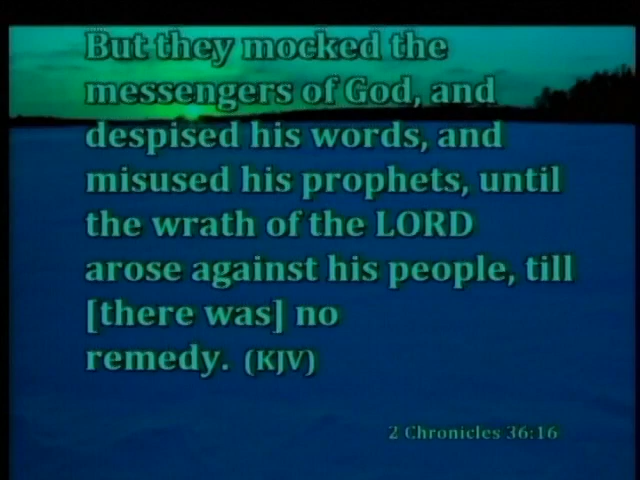 But they mocked the
messengers of God, and
despised his words, and
misused his prophets, until
the wrath of the LORD
arose against his people, till
[there was] no
remedy. (KJV)
2 Chronicles 36:16